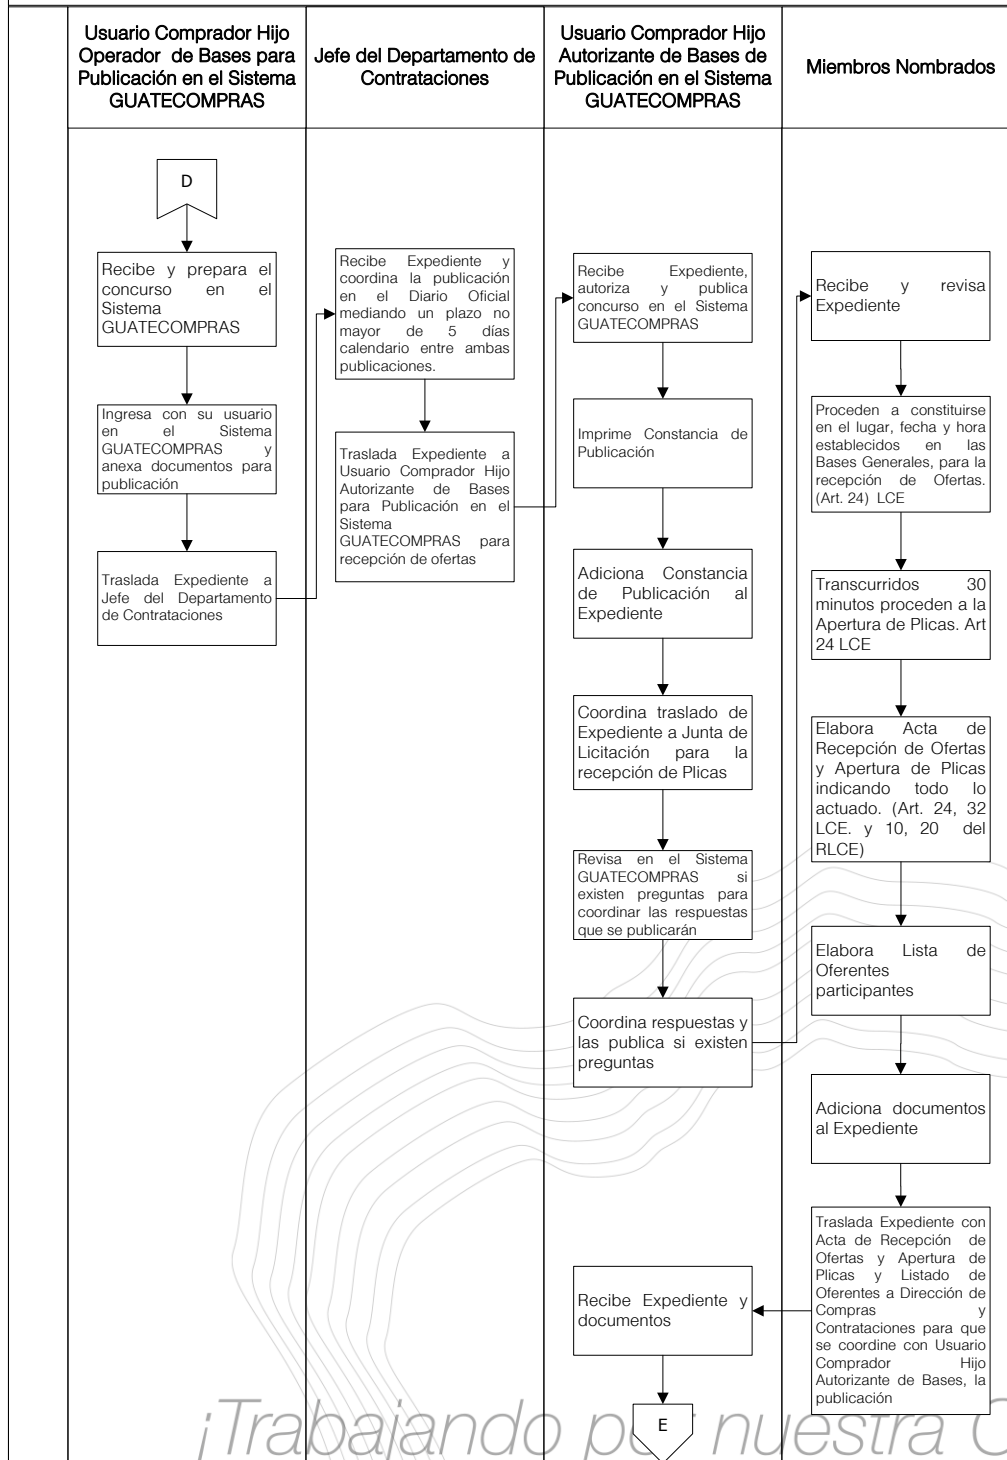 Usuario Comprador Hijo
Operador de Bases para
Publicación en el Sistema
GUATECOMPRAS
Jefe del Departamento de
Contrataciones
Usuario Comprador Hijo
Autorizante de Bases de
Publicación en el Sistema
GUATECOMPRAS
Miembros Nombrados
D
Recibe y prepara el
concurso en el
Sistema
GUATECOMPRAS
Ingresa con su usuario
en el Sistema
GUATECOMPRAS y
anexa documentos para
publicación
Traslada Expediente a
Jefe del Departamento
de Contrataciones
Recibe Expediente y
coordina la publicación
en el Diario Oficial
mediando un plazo no
mayor de 5 días
calendario entre ambas
publicaciones.
Traslada Expediente a
Usuario Comprador Hijo
Autorizante de Bases
para Publicación en el
Sistema
GUATECOMPRAS para
recepción de ofertas
Recibe Expediente,
autoriza y publica
concurso en el Sistema
GUATECOMPRAS
Imprime Constancia de
Publicación
Adiciona Constancia
de Publicación al
Expediente
Coordina traslado de
Expediente a Junta de
Licitación para la
recepción de Plicas
Revisa en el Sistema
GUATECOMPRAS si
existen preguntas para
coordinar las respuestas
que se publicarán
Coordina respuestas y
las publica si existen
preguntas
Recibe y revisa
Expediente
Proceden a constituirse
en el lugar, fecha y hora
establecidos en las
Bases Generales, para la
recepción de Ofertas.
(Art. 24) LCE
Transcurridos 30
minutos proceden a la
Apertura de Plicas. Art
24 LCE
Elabora Acta de
Recepción de Ofertas
y Apertura de Plicas
indicando todo lo
actuado. (Art. 24, 32
LCE. y 10, 20 del
RLCE)
Elabora Lista de
Oferentes
participantes
Adiciona documentos
al Expediente
Traslada Expediente con
Acta de Recepción de
Ofertas y Apertura de
Plicas y Listado de
Oferentes a Dirección de
Compras y
Contrataciones para que
se coordine con Usuario
Comprador Hijo
Autorizante de Bases, la
publicación
Recibe Expediente y
documentos
E
¡Trabajando por nuestra C